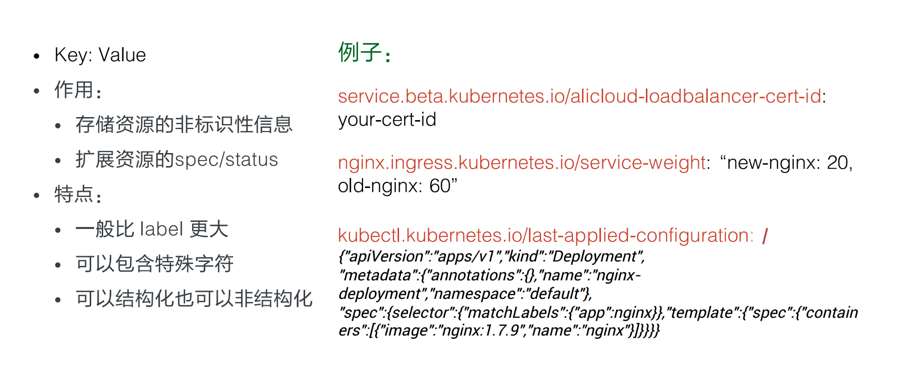 Key: Value
作用：
存储资源的非标识性信息
扩展资源的spec/status
特点：
一般比 label 更大
可以包含特殊字符
可以结构化也可以非结构化
例子：
service.beta.kubernetes.io/alicloud-loadbalancer-cert-id:
your-cert-id
nginx.ingress.kubernetes.io/service-weight: “new-nginx: 20,
old-nginx: 60”
kubectl.kubernetes.io/last-applied-configuration: |
{"apiVersion":"apps/v1","kind":"Deployment",
"metadata":{"annotations":{},"name":"nginx-
deployment","namespace":"default"},
"spec":{selector":{"matchLabels":{"app":nginx}},"template":{"spec":{"contain
ers":[{"image":"nginx:1.7.9","name":"nginx"}]}}}}